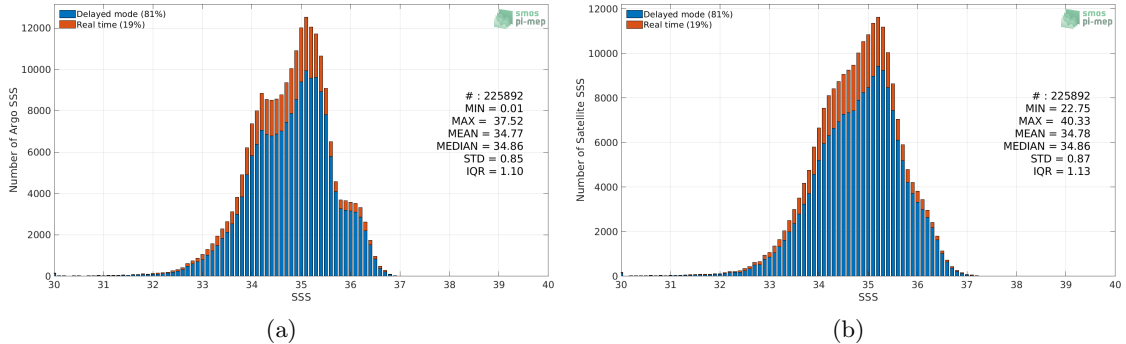 Delayed mode (81%)
Real time (19%)
smos
pi-mep
Number of Argo SSS
12000
10000
8000
6000
4000
2000
0
# : 225892
MIN = 0.01
MAX = 37.52
MEAN = 34.77
MEDIAN = 34.86
STD = 0.85
IQR = 1.10
30 31 32 33 34 35 36 37 38 39 40
SSS
(a)
Delayed mode (81%)
Real time (19%)
smos
pi-mep
Number of Satellite SSS
12000
10000
8000
6000
4000
2000
0
# : 225892
MIN = 22.75
MAX = 40.33
MEAN = 34.78
MEDIAN = 34.86
STD = 0.87
IQR = 1.13
30 31 32 33 34 35 36 37 38 39 40
SSS
(b)